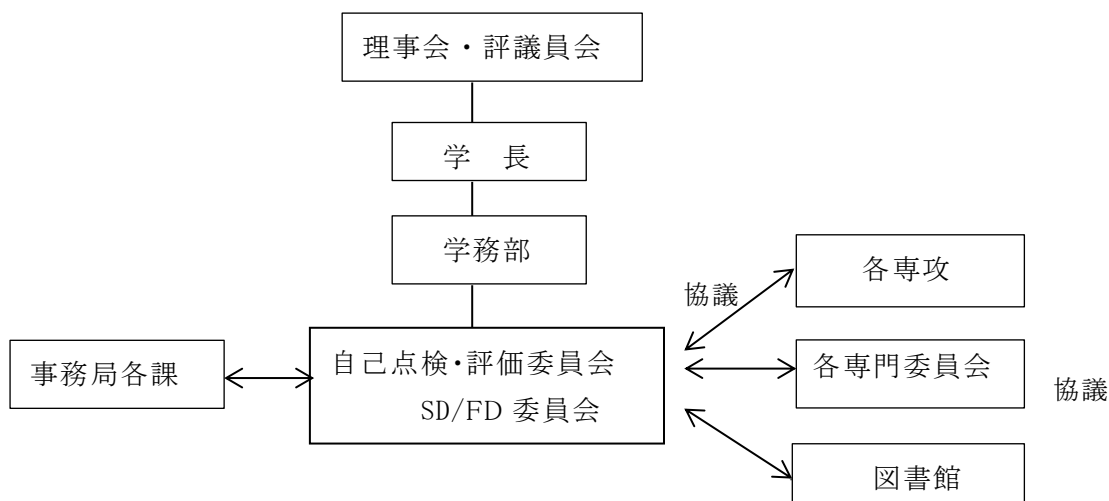 理事会・評議員会
学　長
学務部
各専攻
協議
事務局各課
自己点検・評価委員会
SD/FD 委員会
各専門委員会
協議
図書館